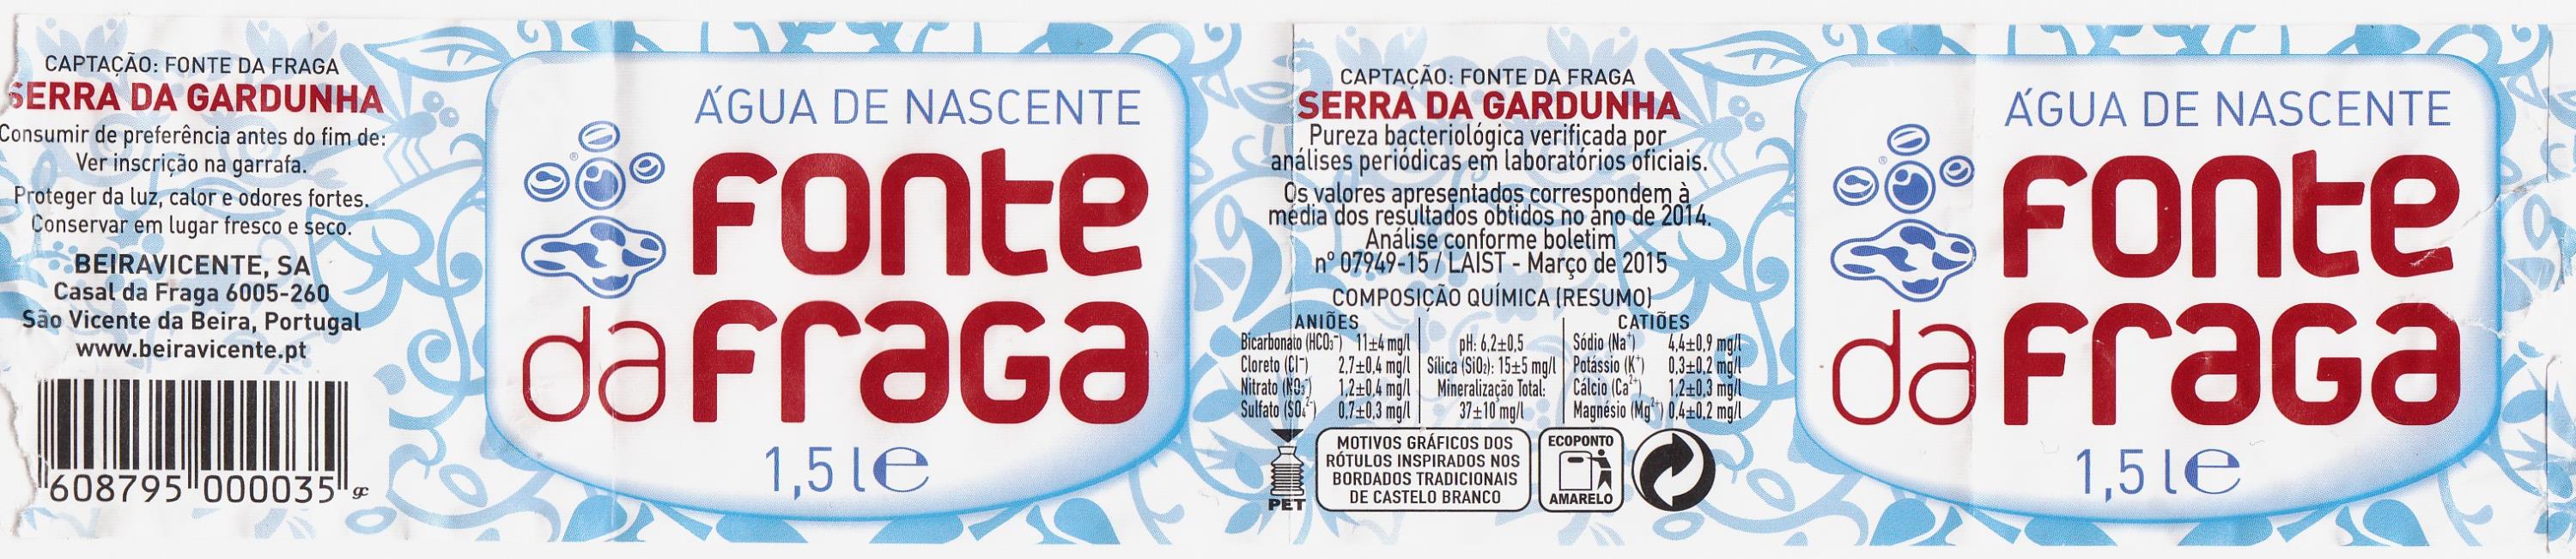 CAPTAÇÃO: FONTE DA FRAGA
SERRA DA GARDUNHA
Consumir de preferência antes do fim de:
Ver inscrição na garrafa.
Proteger da luz, calor e odores fortes.
Conservar em lugar fresco e seco.
BEIRAVICENTE, SA
Casal da Fraga 6005-260
São Vicente da Beira, Portugal
www.beiravicente.pt
608795 000035 gc
ÁGUA DE NASCENTE
®
Fonte
da Fraga
1,5 l e
CAPTAÇÃO: FONTE DA FRAGA
SERRA DA GARDUNHA
Pureza bacteriológica verificada por
análises periódicas em laboratórios oficiais.
Os valores apresentados correspondem à
média dos resultados obtidos no ano de 2014.
Análise conforme boletim
nº 07949-15 / LAIST - Março de 2015
COMPOSIÇÃO QUÍMICA (RESUMO)
ANIÕES
Bicarbonato (HCO₃⁻) 11±4 mg/l
Cloreto (Cl⁻) 2,7±0,4 mg/l
Nitrato (NO₃⁻) 1,2±0,4 mg/l
Sulfato (SO₄²⁻) 0,7±0,3 mg/l
pH: 6,2±0,5
Sílica (SiO₂): 15±5 mg/l
Mineralização Total:
37±10 mg/l
CATIÕES
Sódio (Na⁺) 4,4±0,9 mg/l
Potássio (K⁺) 0,3±0,2 mg/l
Cálcio (Ca²⁺) 1,2±0,3 mg/l
Magnésio (Mg²⁺) 0,4±0,2 mg/l
PET
MOTIVOS GRÁFICOS DOS
RÓTULOS INSPIRADOS NOS
BORDADOS TRADICIONAIS
DE CASTELO BRANCO
ECOPONTO
AMARELO
ÁGUA DE NASCENTE
®
Fonte
da Fraga
1,5 l e